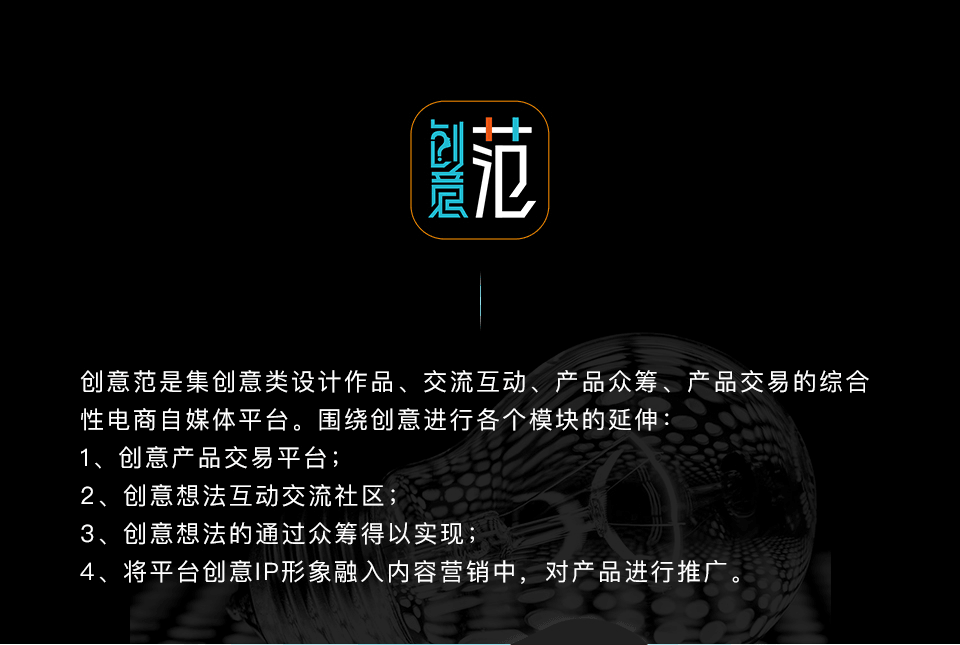 创意范
创意范是集创意类设计作品、交流互动、产品众筹、产品交易的综合
性电商自媒体平台。围绕创意进行各个模块的延伸：
1、创意产品交易平台；
2、创意想法互动交流社区；
3、创意想法的通过众筹得以实现；
4、将平台创意IP形象融入内容营销中，对产品进行推广。